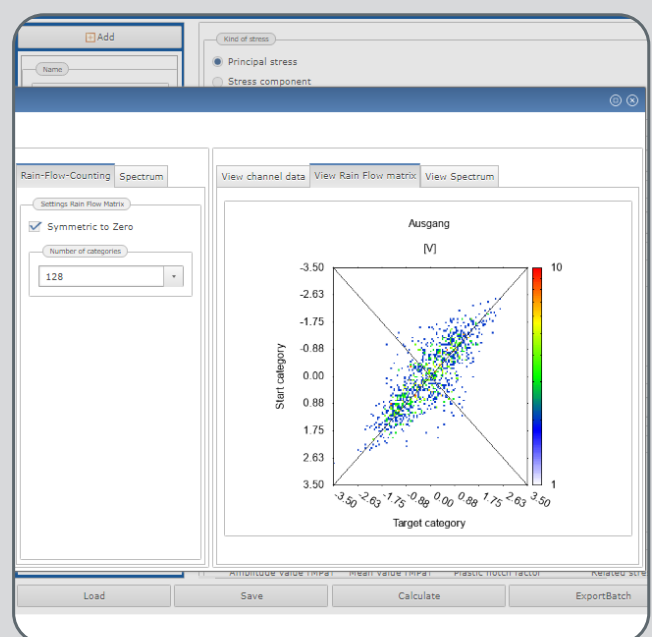 Add
Name
Kind of stress
Principal stress
Stress component
Rain-Flow-Counting
Spectrum
Settings Rain Flow Matrix
Symmetric to Zero
Number of categories
128
View channel data
View Rain Flow matrix
View Spectrum
Ausgang
[V]
-3.50
-2.63
-1.75
-0.88
0.00
0.88
1.75
2.63
3.50
Start category
10
1
-3.50 -2.63 -1.75 -0.88 0.00 0.88 1.75 2.63 3.50
Target category
Amplitude value [MPa] Mean value [MPa] Plastic notch factor Related stre
Load
Save
Calculate
ExportBatch